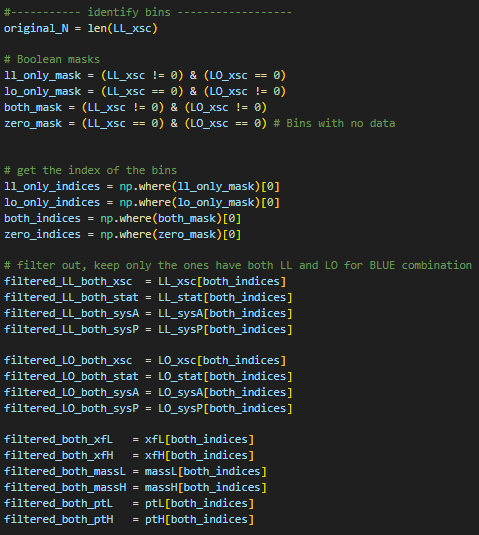 #----------- identify bins ------------------
original_N = len(LL_xsc)
# Boolean masks
ll_only_mask = (LL_xsc != 0) & (LO_xsc == 0)
lo_only_mask = (LL_xsc == 0) & (LO_xsc != 0)
both_mask = (LL_xsc != 0) & (LO_xsc != 0)
zero_mask = (LL_xsc == 0) & (LO_xsc == 0) # Bins with no data
# get the index of the bins
ll_only_indices = np.where(ll_only_mask)[0]
lo_only_indices = np.where(lo_only_mask)[0]
both_indices = np.where(both_mask)[0]
zero_indices = np.where(zero_mask)[0]
# filter out, keep only the ones have both LL and LO for BLUE combination
filtered_LL_both_xsc  = LL_xsc[both_indices]
filtered_LL_both_stat = LL_stat[both_indices]
filtered_LL_both_sysA = LL_sysA[both_indices]
filtered_LL_both_sysP = LL_sysP[both_indices]
filtered_LO_both_xsc  = LO_xsc[both_indices]
filtered_LO_both_stat = LO_stat[both_indices]
filtered_LO_both_sysA = LO_sysA[both_indices]
filtered_LO_both_sysP = LO_sysP[both_indices]
filtered_both_xfL   = xfL[both_indices]
filtered_both_xfH   = xfH[both_indices]
filtered_both_massL = massL[both_indices]
filtered_both_massH = massH[both_indices]
filtered_both_ptL   = ptL[both_indices]
filtered_both_ptH   = ptH[both_indices]